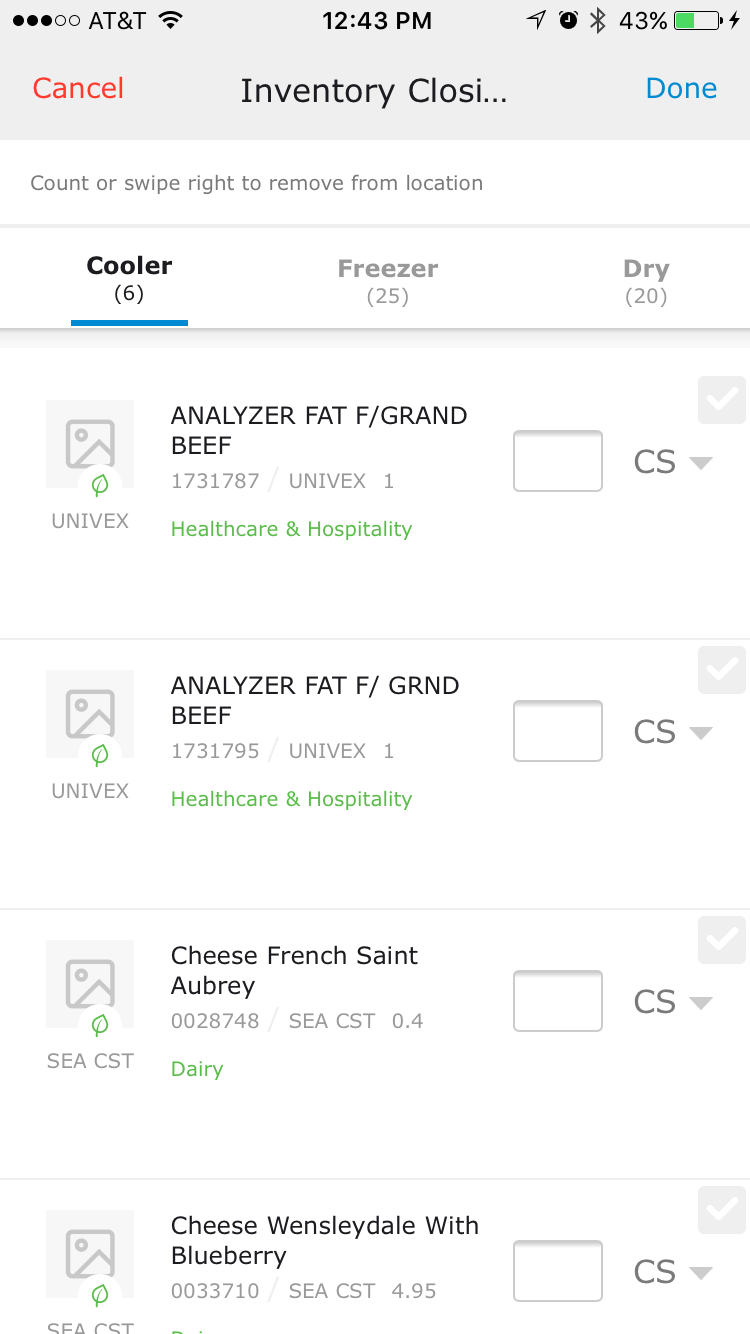 AT&T 12:43 PM 43%
Cancel Inventory Closi... Done
Count or swipe right to remove from location
Cooler Freezer Dry
(6) (25) (20)
ANALYZER FAT F/GRAND
BEEF
1731787 / UNIVEX 1
CS
UNIVEX
Healthcare & Hospitality
ANALYZER FAT F/ GRND
BEEF
1731795 / UNIVEX 1
CS
UNIVEX
Healthcare & Hospitality
Cheese French Saint
Aubrey
0028748 / SEA CST 0.4
CS
SEA CST
Dairy
Cheese Wensleydale With
Blueberry
0033710 / SEA CST 4.95
CS
SEA CST